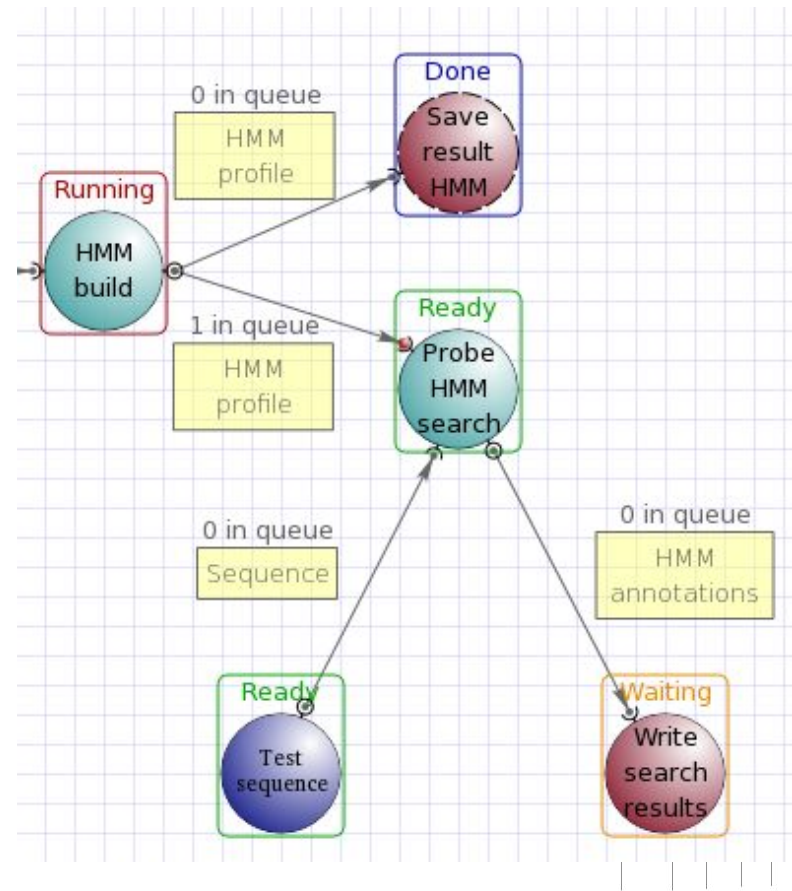 Done
Save
result
HMM
0 in queue
HMM
profile
Running
HMM
build
Ready
Probe
HMM
search
1 in queue
HMM
profile
0 in queue
Sequence
0 in queue
HMM
annotations
Ready
Test
sequence
Waiting
Write
search
results